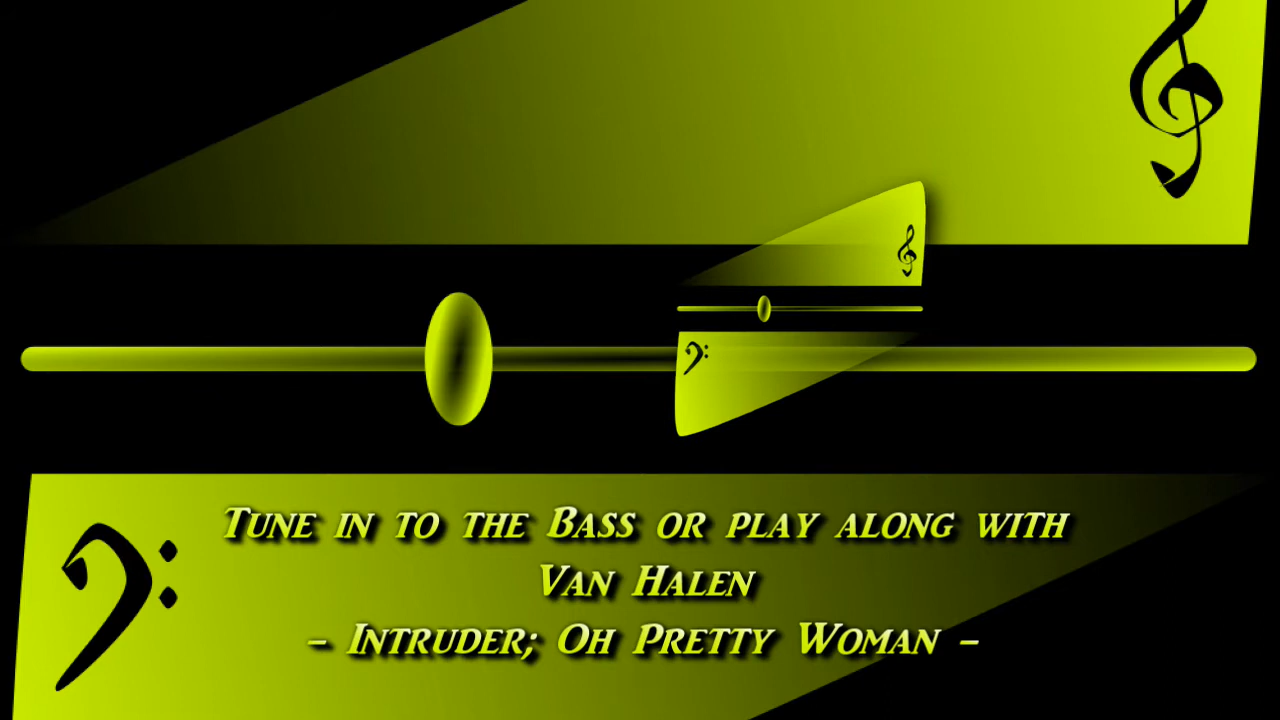 Tune in to the Bass or play along with
Van Halen
- Intruder; Oh Pretty Woman -